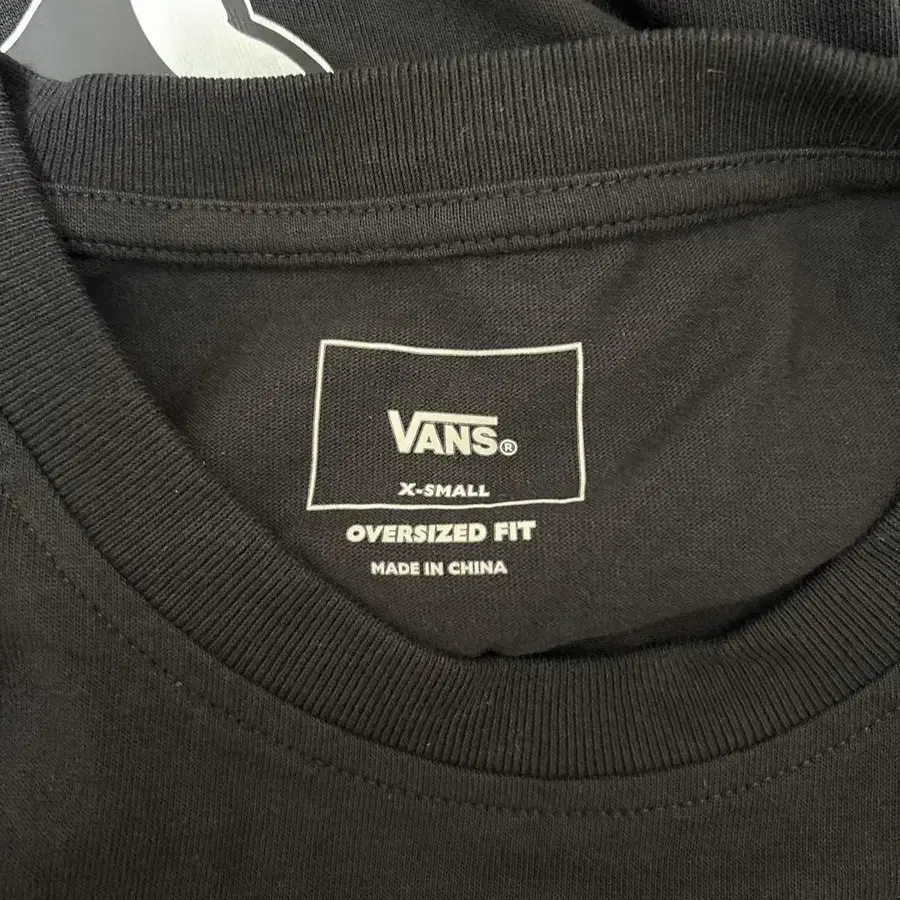 VANS®
X-SMALL
OVERSIZED FIT
MADE IN CHINA